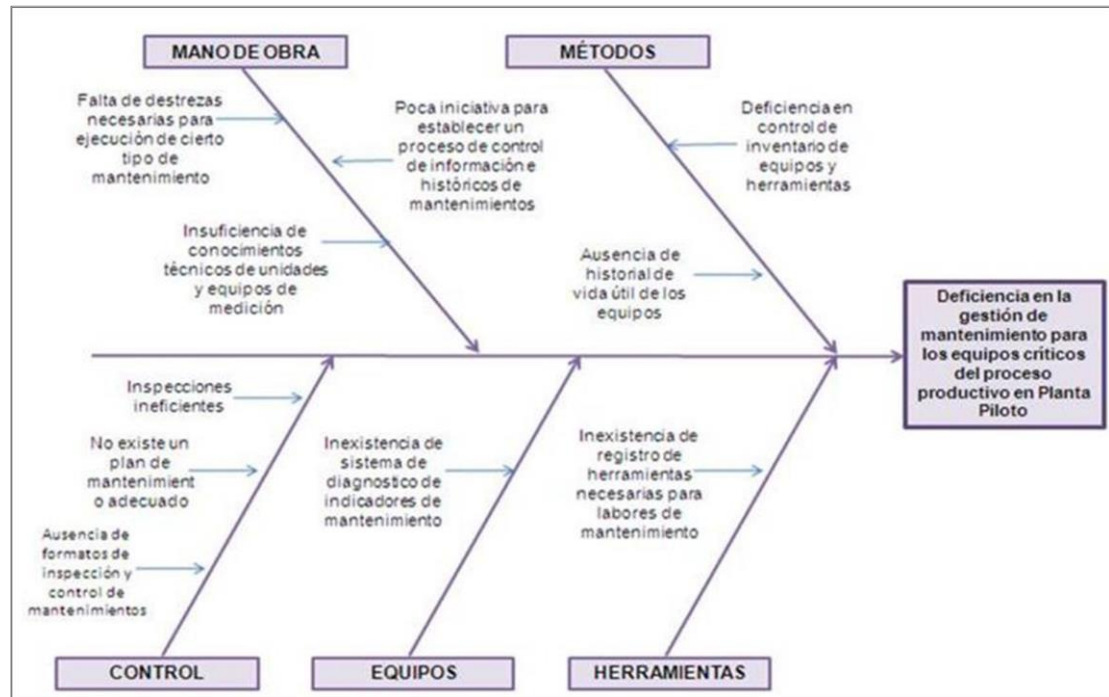 MANO DE OBRA
MÉTODOS
Falta de destrezas
necesarias para
ejecución de cierto
tipo de
mantenimiento
Poca iniciativa para
establecer un
proceso de control
de información e
históricos de
mantenimientos
Deficiencia en
control de
inventario de
equipos y
herramientas
Insuficiencia de
conocimientos
técnicos de unidades
y equipos de
medición
Ausencia de
historial de
vida útil de los
equipos
Deficiencia en la
gestión de
mantenimiento para
los equipos críticos
del proceso
productivo en Planta
Piloto
Inspecciones
ineficientes
No existe un
plan de
mantenimient
o adecuado
Ausencia de
formatos de
inspección y
control de
mantenimientos
Inexistencia de
sistema de
diagnostico de
indicadores de
mantenimiento
Inexistencia de
registro de
herramientas
necesarias para
labores de
mantenimiento
CONTROL
EQUIPOS
HERRAMIENTAS